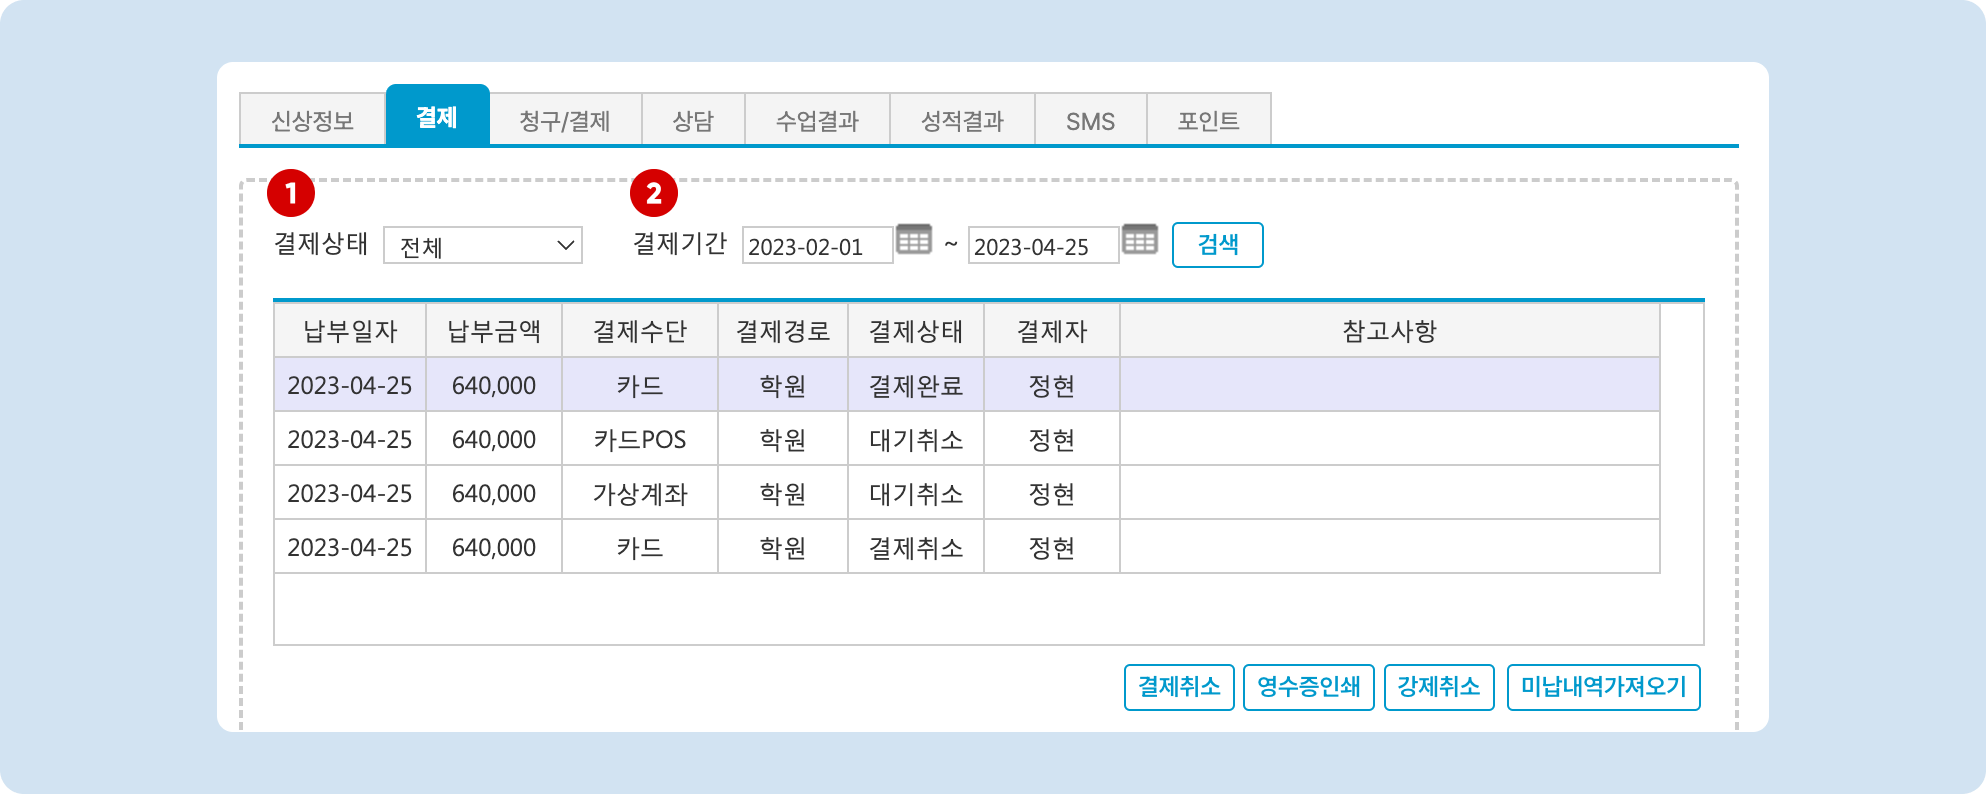 신상정보 결제 청구/결제 상담 수업결과 성적결과 SMS 포인트
1 2
결제상태 전체 결제기간 2023-02-01 ~ 2023-04-25 검색
납부일자 납부금액 결제수단 결제경로 결제상태 결제자 참고사항
2023-04-25 640,000 카드 학원 결제완료 정현
2023-04-25 640,000 카드POS 학원 대기취소 정현
2023-04-25 640,000 가상계좌 학원 대기취소 정현
2023-04-25 640,000 카드 학원 결제취소 정현
결제취소 영수증인쇄 강제취소 미납내역가져오기